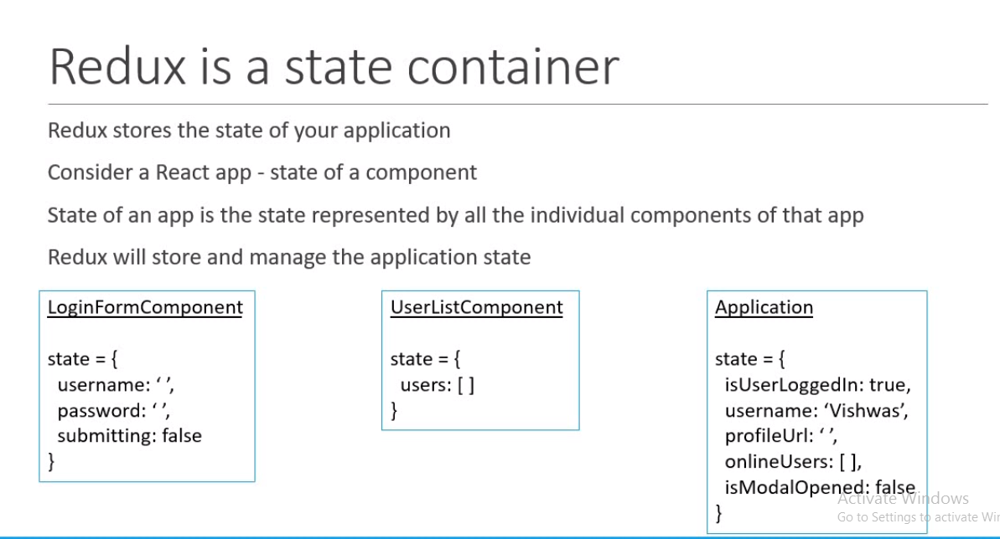 Redux is a state container
Redux stores the state of your application
Consider a React app - state of a component
State of an app is the state represented by all the individual components of that app
Redux will store and manage the application state
LoginFormComponent
state = {
username: ‘ ’,
password: ‘ ’,
submitting: false
}
UserListComponent
state = {
users: [ ]
}
Application
state = {
isUserLoggedIn: true,
username: ‘Vishwas’,
profileUrl: ‘ ’,
onlineUsers: [ ],
isModalOpened: false
}
Activate Windows
Go to Settings to activate Wi